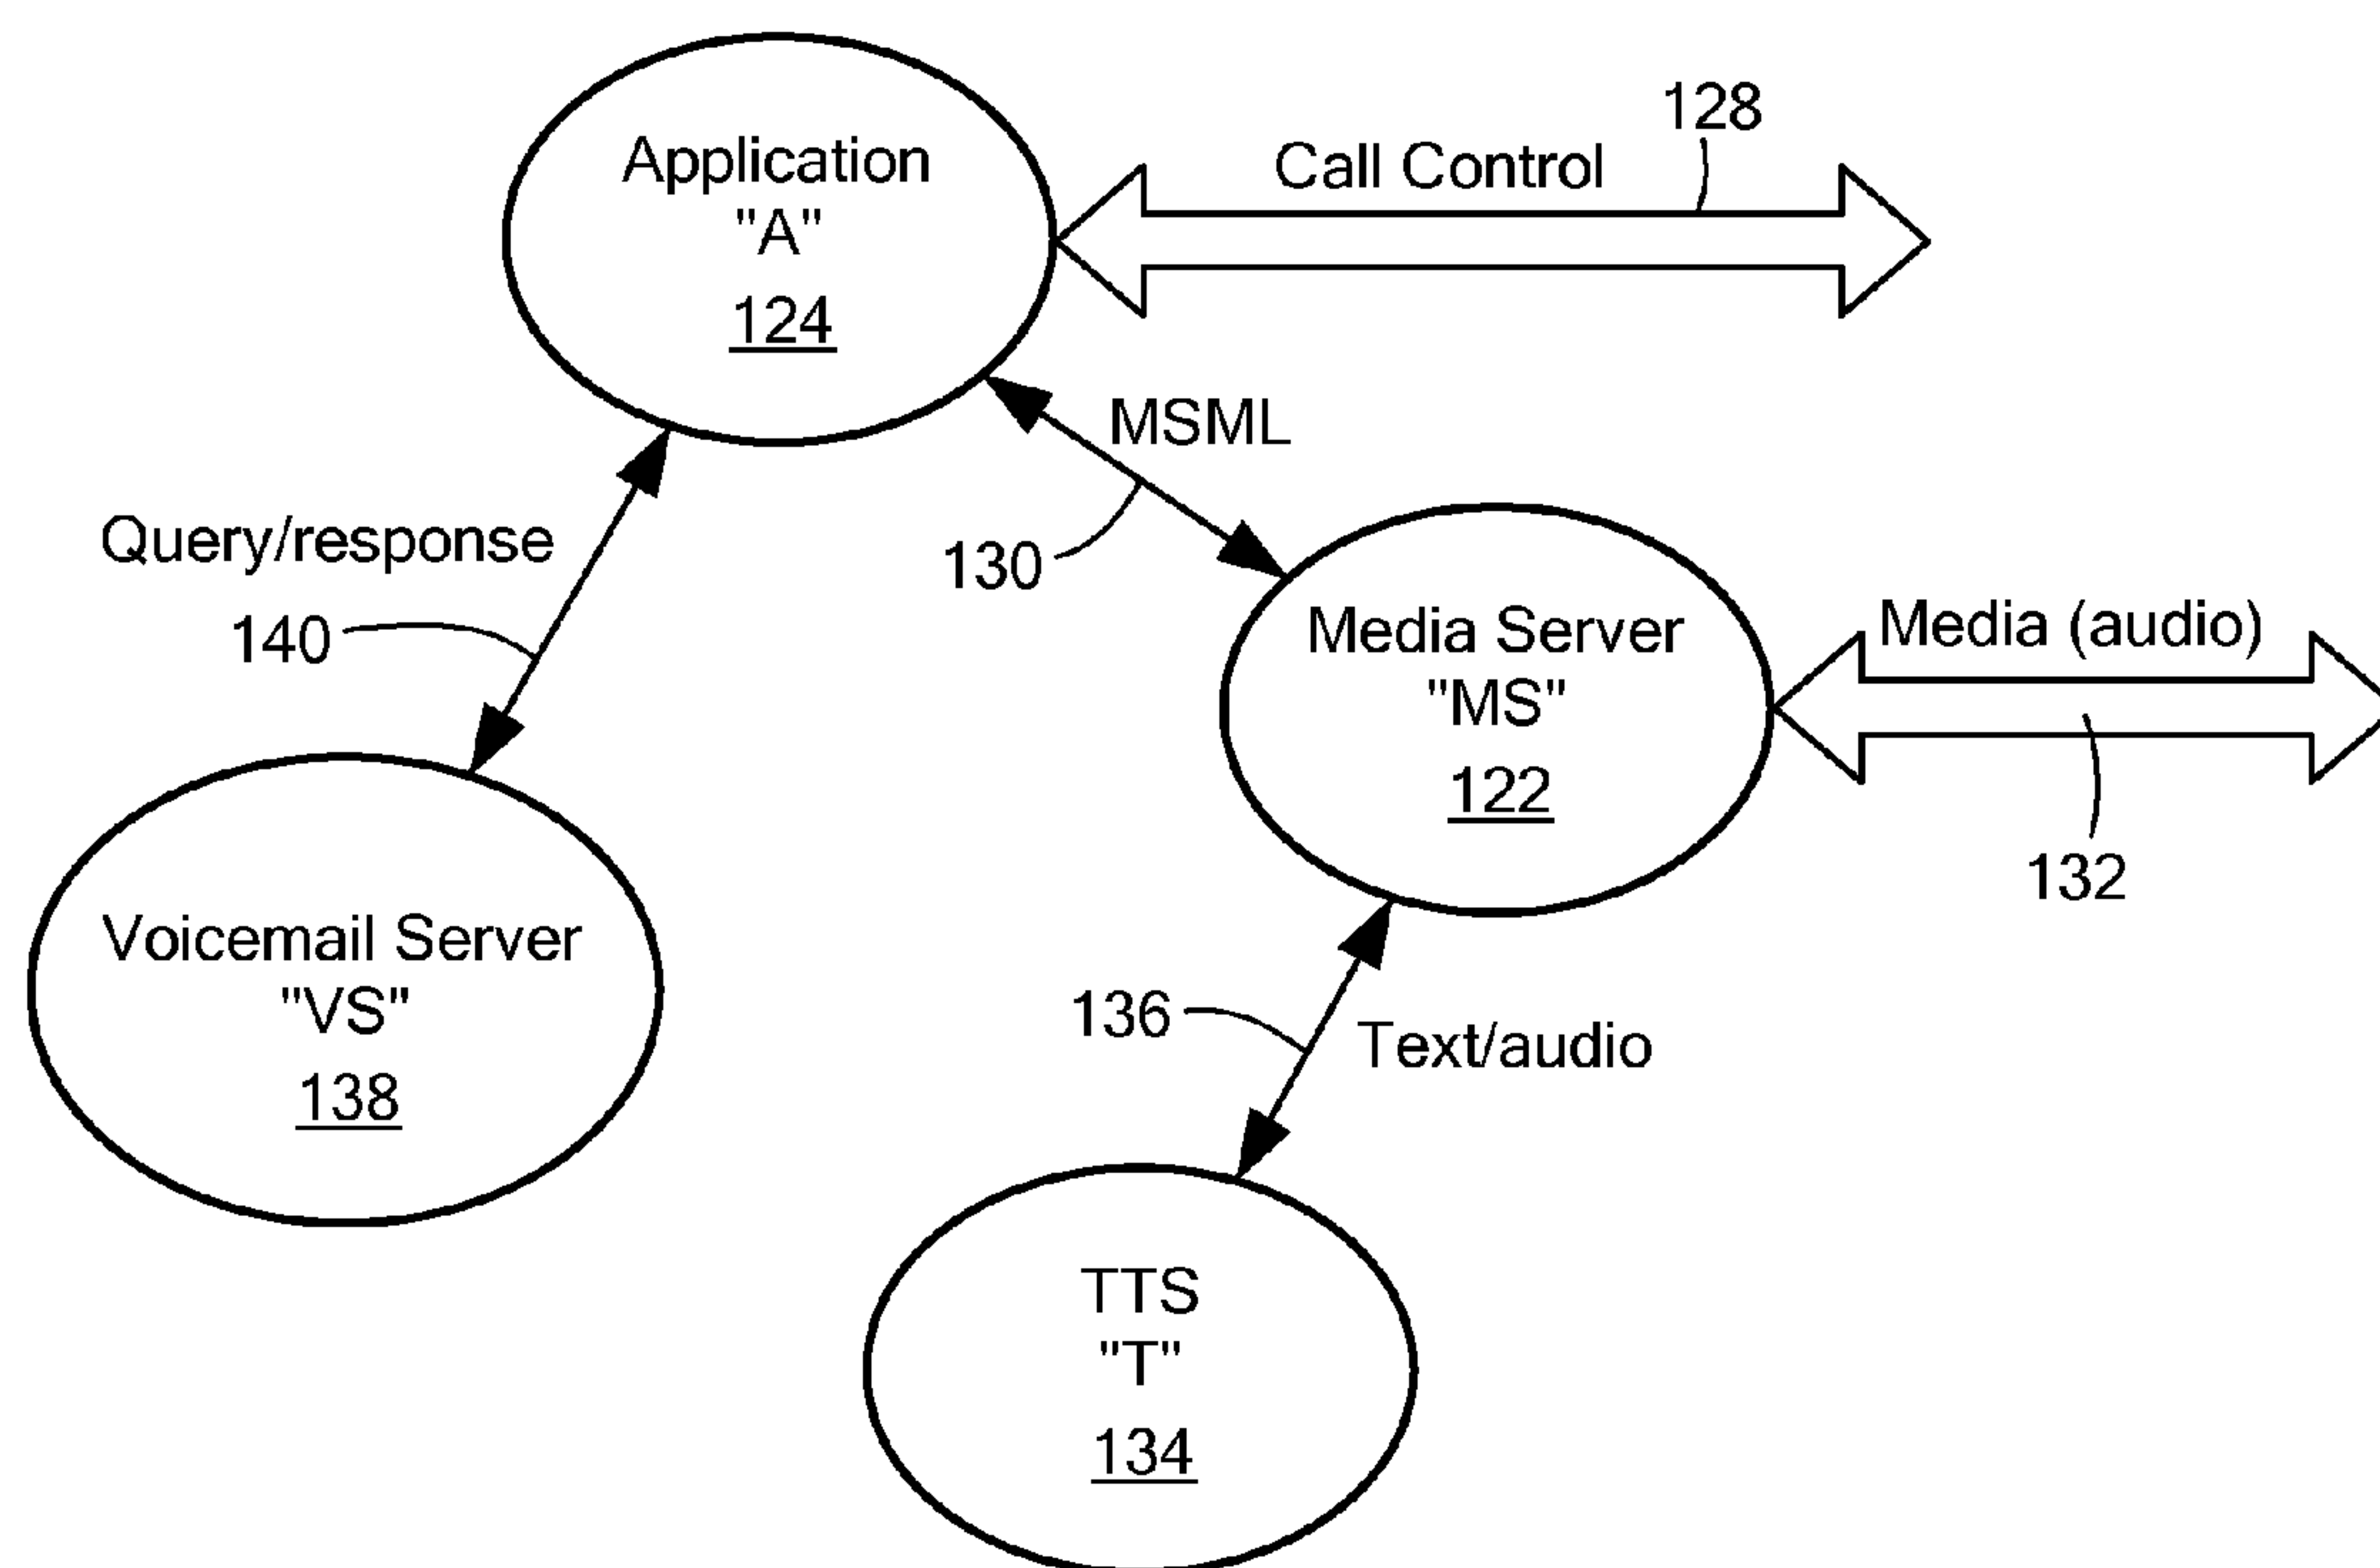 Application
"A"
124
128
Call Control
MSML
130
Query/response
140
Media Server
"MS"
122
Media (audio)
132
Voicemail Server
"VS"
138
136
Text/audio
TTS
"T"
134